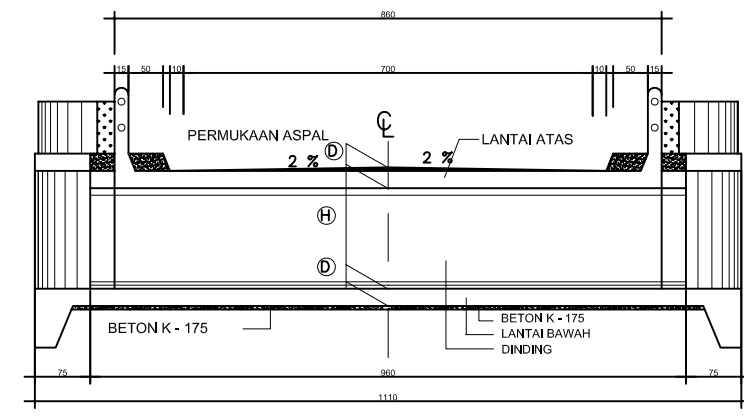 860
15 50 10 700 10 50 15
CL
PERMUKAAN ASPAL
D
2 % 2 %
LANTAI ATAS
H
D
BETON K - 175
BETON K - 175
LANTAI BAWAH
DINDING
75 960 75
1110